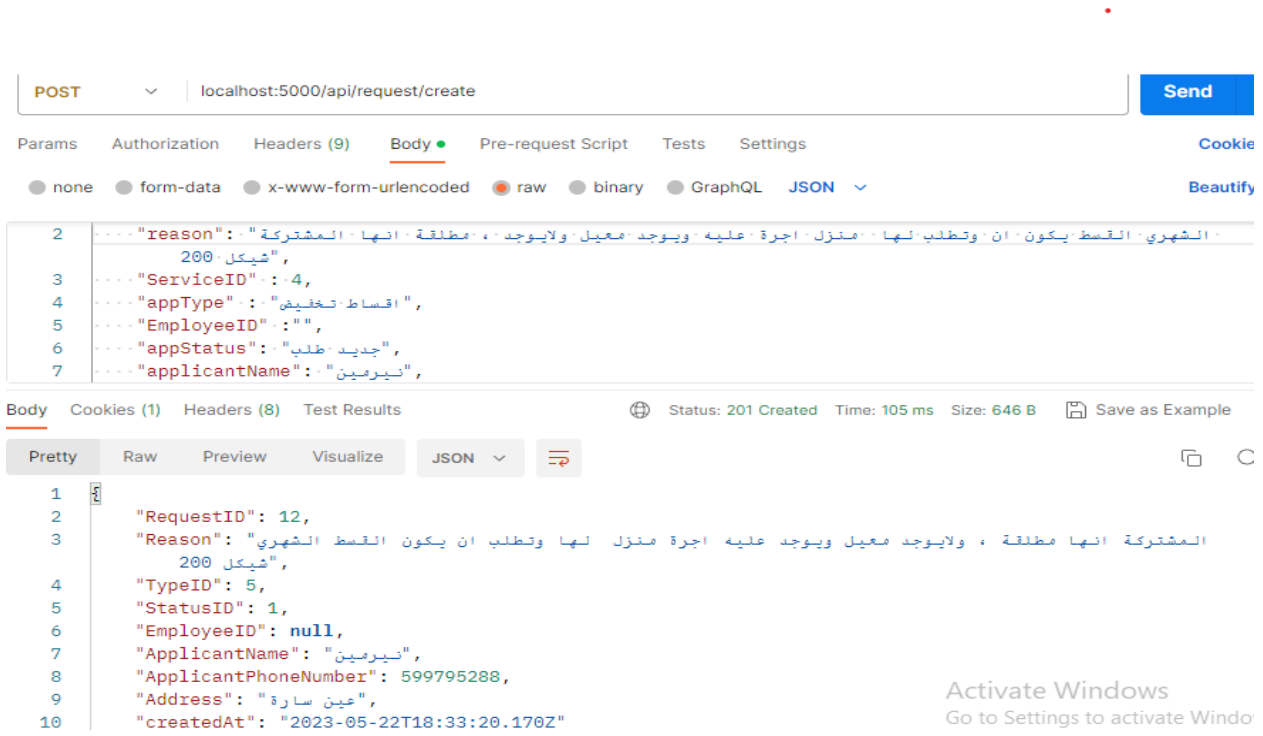 POST localhost:5000/api/request/create Send
Params Authorization Headers (9) Body Pre-request Script Tests Settings Cookie
none form-data x-www-form-urlencoded raw binary GraphQL JSON Beautify
2 "reason": "المشتركة انها مطلقة ، ولايوجد معيل ويوجد عليه اجرة منزل لها وتطلب ان يكون القسط الشهري
200 شيكل",
3 "ServiceID" : 4,
4 "appType" : "تخفيض اقساط",
5 "EmployeeID" :"",
6 "appStatus": "طلب جديد",
7 "applicantName": "نيرمين",
Body Cookies (1) Headers (8) Test Results Status: 201 Created Time: 105 ms Size: 646 B Save as Example
Pretty Raw Preview Visualize JSON
1 {
2 "RequestID": 12,
3 "Reason": "المشتركة انها مطلقة ، ولايوجد معيل ويوجد عليه اجرة منزل لها وتطلب ان يكون القسط الشهري
200 شيكل",
4 "TypeID": 5,
5 "StatusID": 1,
6 "EmployeeID": null,
7 "ApplicantName": "نيرمين",
8 "ApplicantPhoneNumber": 599795288,
9 "Address": "عين سارة",
10 "createdAt": "2023-05-22T18:33:20.170Z"
Activate Windows
Go to Settings to activate Windo